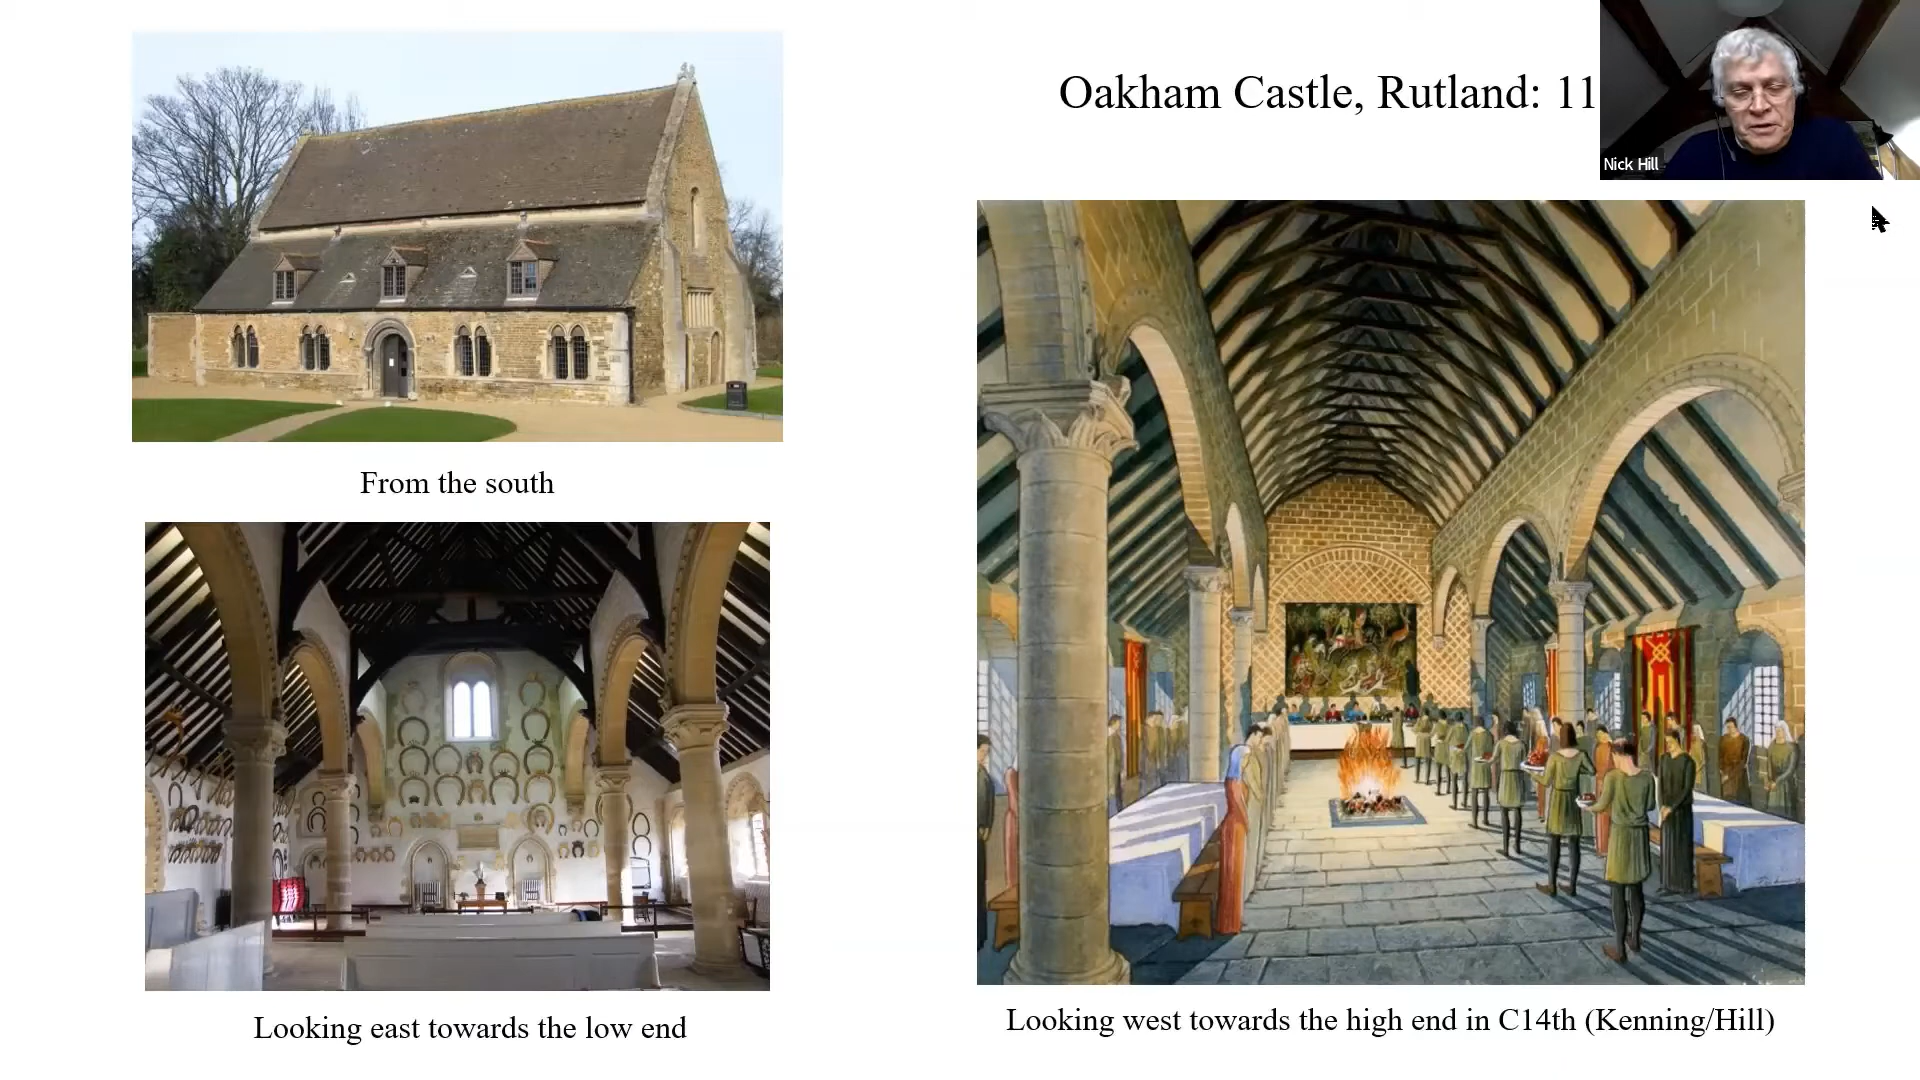 Oakham Castle, Rutland: 11
Nick Hill
From the south
Looking east towards the low end
Looking west towards the high end in C14th (Kenning/Hill)